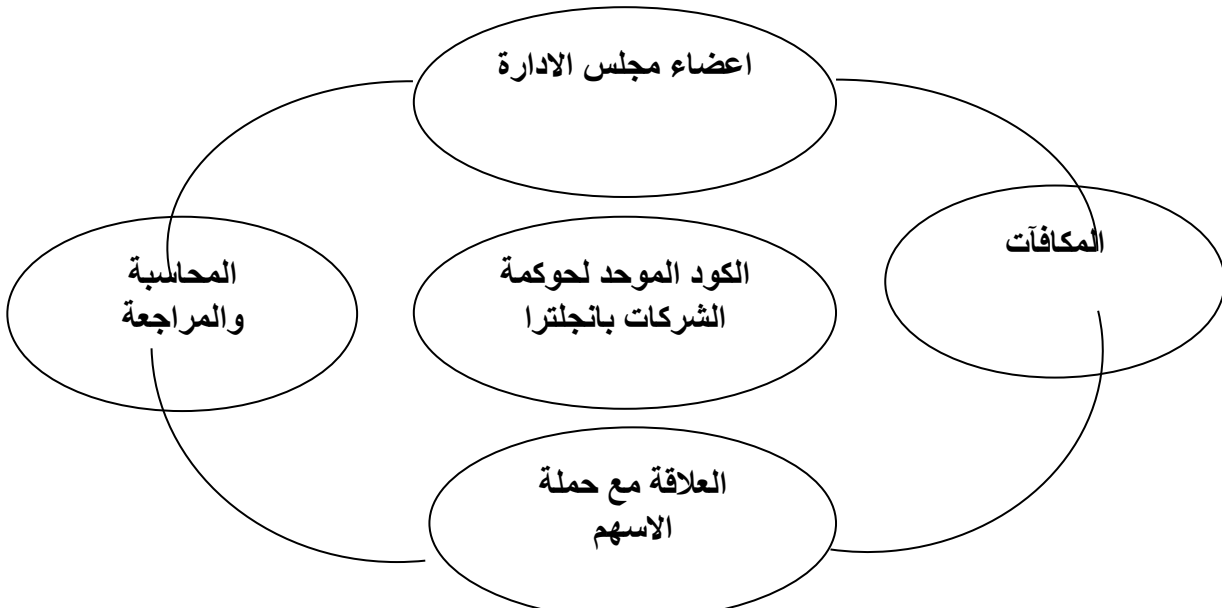 اعضاء مجلس الادارة
المكافآت
المحاسبة
والمراجعة
الكود الموحد لحوكمة
الشركات بانجلترا
العلاقة مع حملة
الاسهم